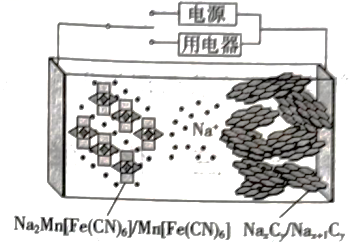 电源
用电器
Na⁺
Na₂Mn[Fe(CN)₆]/Mn[Fe(CN)₆] NaₓCᵧ/Naₓ₊₁Cᵧ